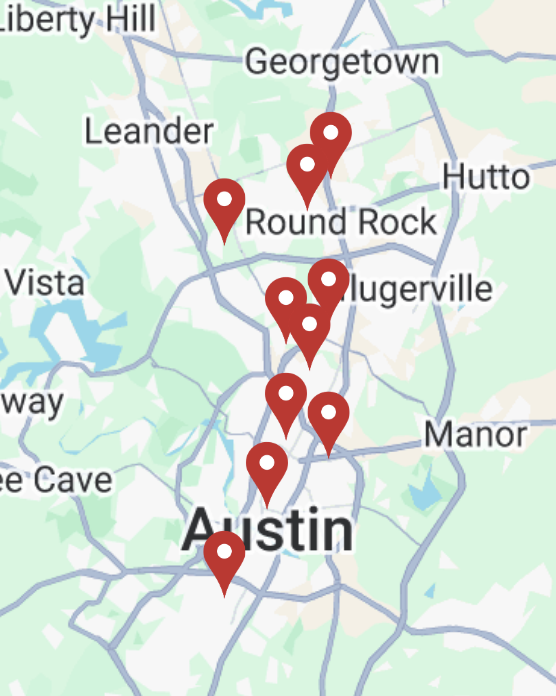 Liberty Hill
Georgetown
Leander
Hutto
Round Rock
Vista
lugerville
way
Manor
ee Cave
Austin